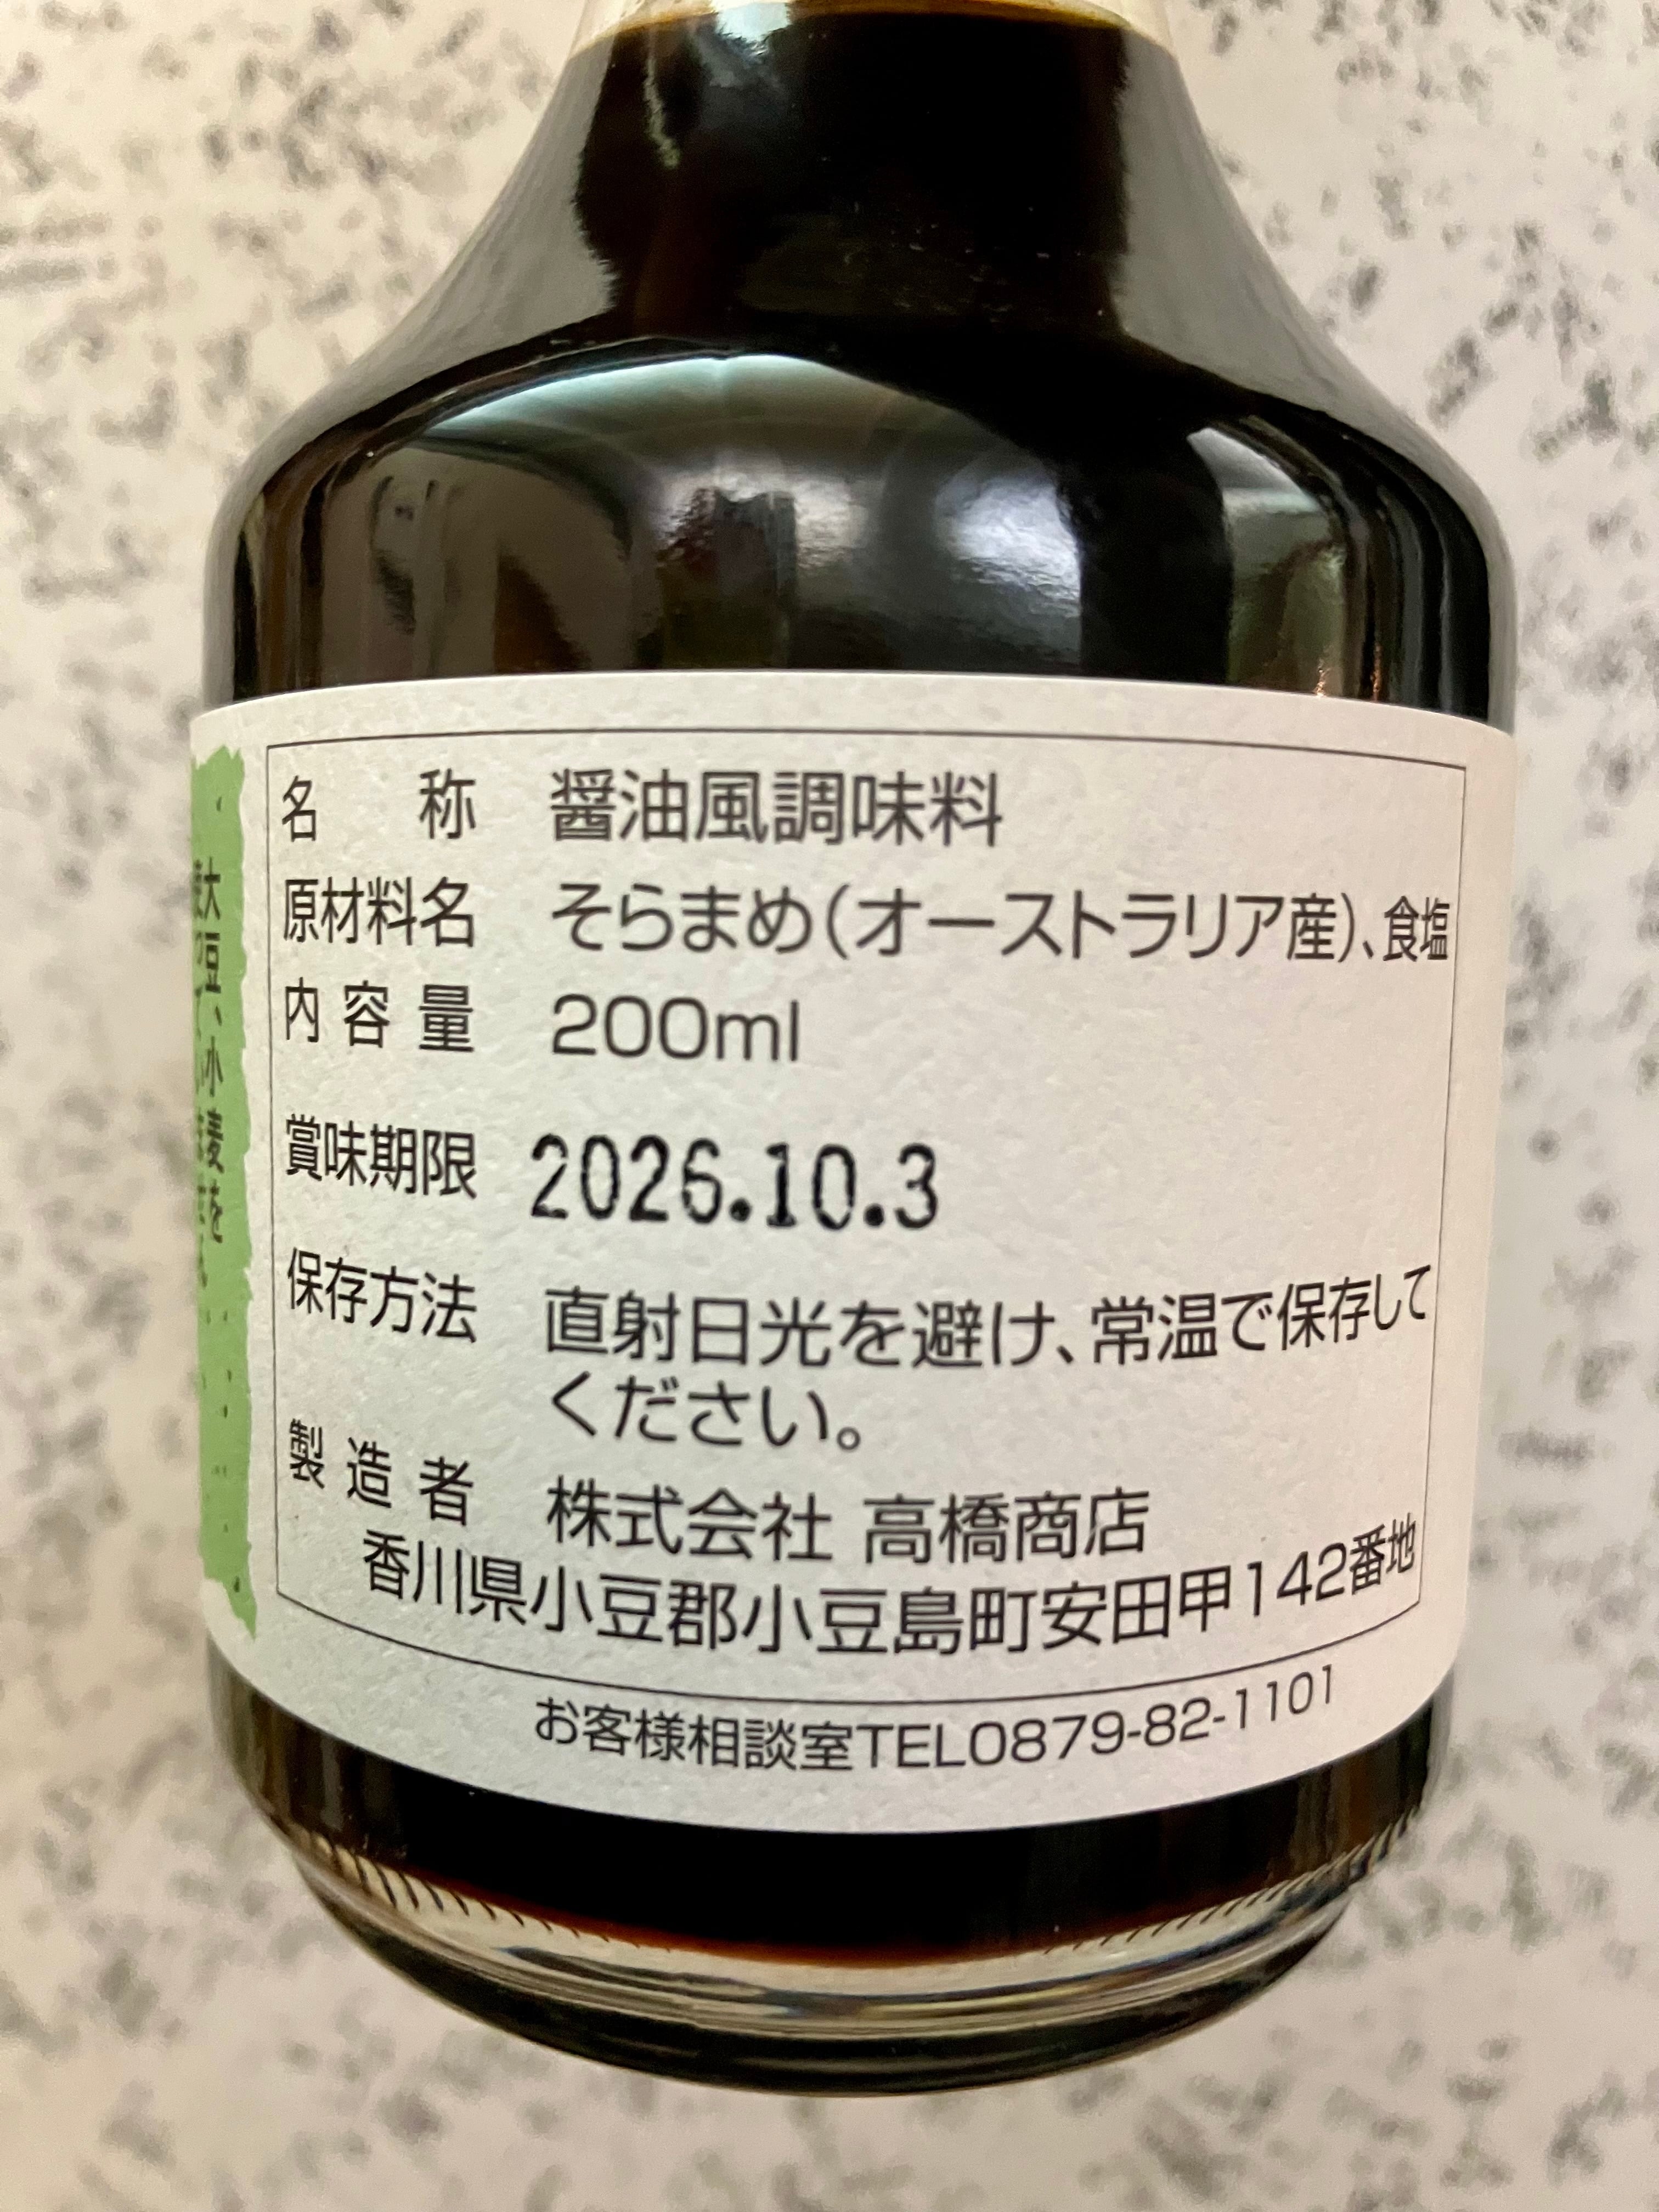 名称 醤油風調味料
原材料名 そらまめ(オーストラリア産)、食塩
内容量 200ml
賞味期限 2026.10.3
保存方法 直射日光を避け、常温で保存して
ください。
製造者 株式会社 高橋商店
香川県小豆郡小豆島町安田甲142番地
お客様相談室TEL0879-82-1101
大豆、小麦を